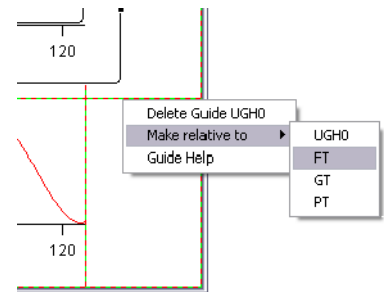 120
Delete Guide UGH0
Make relative to
Guide Help
UGH0
FT
GT
PT
120